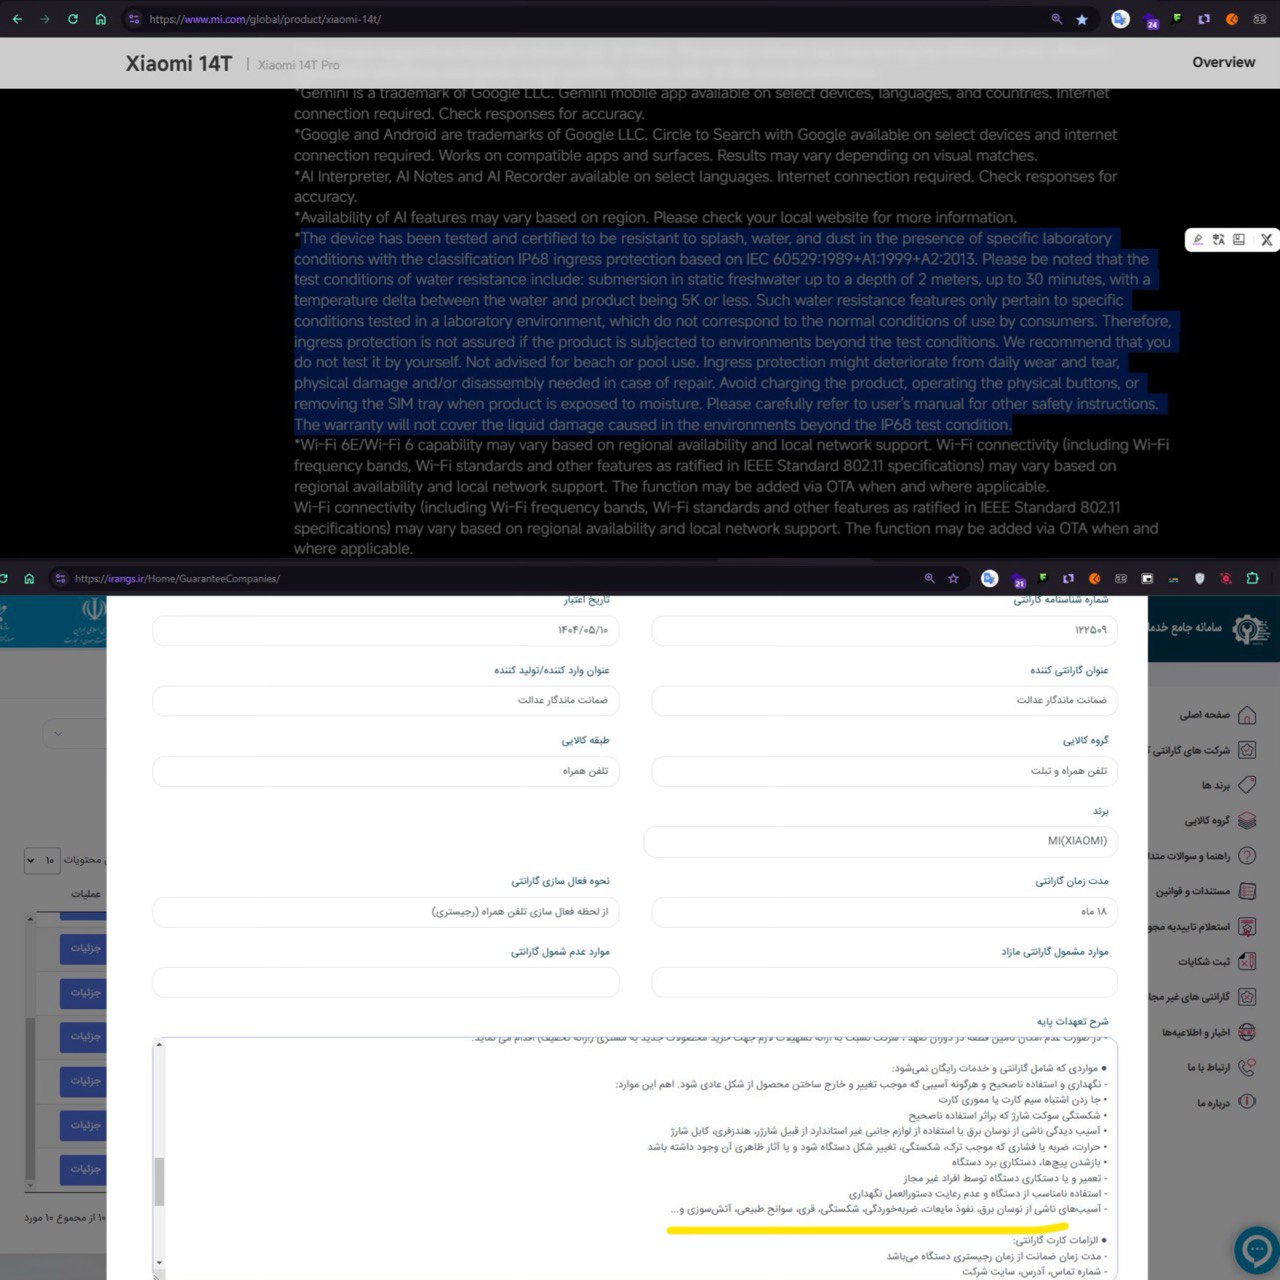 https://www.mi.com/global/product/xiaomi-14t/
24
Xiaomi 14T | Xiaomi 14T Pro
Overview
*Gemini is a trademark of Google LLC. Gemini mobile app available on select devices, languages, and countries. Internet
connection required. Check responses for accuracy.
*Google and Android are trademarks of Google LLC. Circle to Search with Google available on select devices and internet
connection required. Works on compatible apps and surfaces. Results may vary depending on visual matches.
*AI Interpreter, AI Notes and AI Recorder available on select languages. Internet connection required. Check responses for
accuracy.
*Availability of AI features may vary based on region. Please check your local website for more information.
*The device has been tested and certified to be resistant to splash, water, and dust in the presence of specific laboratory
conditions with the classification IP68 ingress protection based on IEC 60529:1989+A1:1999+A2:2013. Please be noted that the
test conditions of water resistance include: submersion in static freshwater up to a depth of 2 meters, up to 30 minutes, with a
temperature delta between the water and product being 5K or less. Such water resistance features only pertain to specific
conditions tested in a laboratory environment, which do not correspond to the normal conditions of use by consumers. Therefore,
ingress protection is not assured if the product is subjected to environments beyond the test conditions. We recommend that you
do not test it by yourself. Not advised for beach or pool use. Ingress protection might deteriorate from daily wear and tear,
physical damage and/or disassembly needed in case of repair. Avoid charging the product, operating the physical buttons, or
removing the SIM tray when product is exposed to moisture. Please carefully refer to user's manual for other safety instructions.
The warranty will not cover the liquid damage caused in the environments beyond the IP68 test condition.
*Wi-Fi 6E/Wi-Fi 6 capability may vary based on regional availability and local network support. Wi-Fi connectivity (including Wi-Fi
frequency bands, Wi-Fi standards and other features as ratified in IEEE Standard 802.11 specifications) may vary based on
regional availability and local network support. The function may be added via OTA when and where applicable.
Wi-Fi connectivity (including Wi-Fi frequency bands, Wi-Fi standards and other features as ratified in IEEE Standard 802.11
specifications) may vary based on regional availability and local network support. The function may be added via OTA when and
where applicable.
https://irangs.ir/Home/GuaranteeCompanies/
21
سامانه جامع خدما
صفحه اصلی
شرکت های گارانتی ک
برند ها
گروه کالایی
راهنما و سوالات متدا
مستندات و قوانین
استعلام تاییدیه مجو
ثبت شکایات
گارانتی های غیر مجا
اخبار و اطلاعیه‌ها
ارتباط با ما
درباره ما
شماره شناسنامه گارانتی
تاریخ اعتبار
۱۲۲۵۰۹
۱۴۰۴/۰۵/۱۰
عنوان گارانتی کننده
عنوان وارد کننده/تولید کننده
ضمانت ماندگار عدالت
ضمانت ماندگار عدالت
گروه کالایی
طبقه کالایی
تلفن همراه و تبلت
تلفن همراه
برند
MI(XIAOMI)
مدت زمان گارانتی
نحوه فعال سازی گارانتی
۱۸ ماه
از لحظه فعال سازی تلفن همراه (رجیستری)
موارد مشمول گارانتی مازاد
موارد عدم شمول گارانتی
شرح تعهدات پایه
- در صورت عدم امکان تامین قطعه در دوران تعهد ، شرکت نسبت به ارائه تسهیلات لازم جهت خرید محصولات جدید به مشتری (ارائه تخفیف) اقدام می نماید.
● مواردی که شامل گارانتی و خدمات رایگان نمی‌شود:
- نگهداری و استفاده ناصحیح و هرگونه آسیبی که موجب تغییر و خارج ساختن محصول از شکل عادی شود. اهم این موارد:
• جا زدن اشتباه سیم کارت یا مموری کارت
• شکستگی سوکت شارژ که براثر استفاده ناصحیح
• آسیب دیدگی ناشی از نوسان برق یا استفاده از لوازم جانبی غیر استاندارد از قبیل شارژر، هندزفری، کابل شارژ
• حرارت، ضربه یا فشاری که موجب ترک، شکستگی، تغییر شکل دستگاه شود و یا آثار ظاهری آن وجود داشته باشد
• بازشدن پیچ‌ها، دستکاری برد دستگاه
- تعمیر و یا دستکاری دستگاه توسط افراد غیر مجاز
- استفاده نامناسب از دستگاه و عدم رعایت دستورالعمل نگهداری
- آسیب‌های ناشی از نوسان برق، نفوذ مایعات، ضربه‌خوردگی، شکستگی، قری، سوانح طبیعی، آتش‌سوزی و...
● الزامات کارت گارانتی:
- مدت زمان ضمانت از زمان رجیستری دستگاه می‌باشد
- شماره تماس، آدرس، سایت شرکت
محتویات
۱۰
عملیات
جزئیات
جزئیات
جزئیات
جزئیات
جزئیات
جزئیات
۱۰ از مجموع ۱۰ مورد